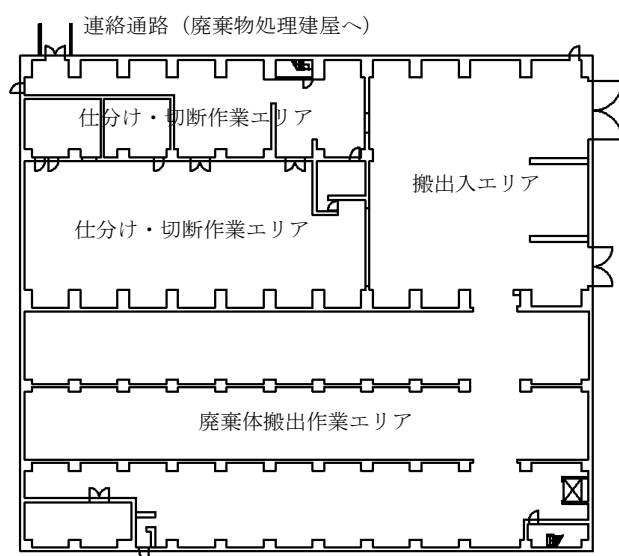 連絡通路（廃棄物処理建屋へ）
仕分け・切断作業エリア
搬出入エリア
仕分け・切断作業エリア
廃棄体搬出作業エリア